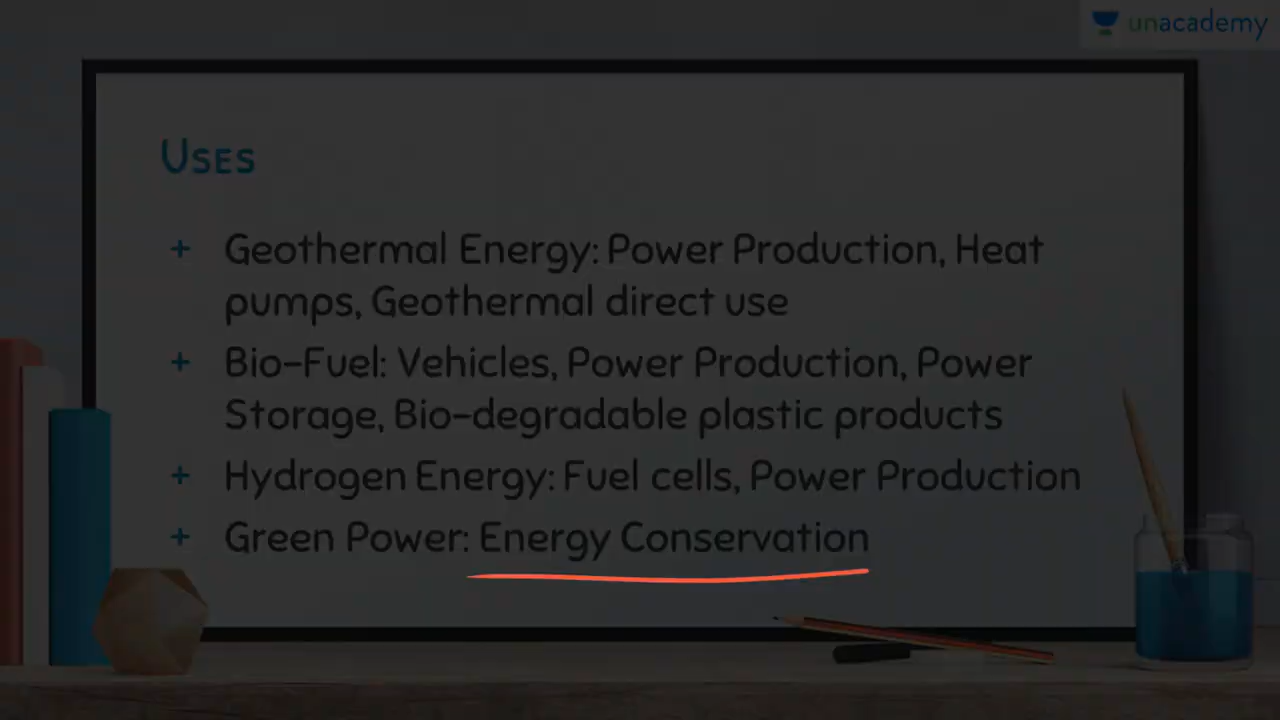 unacademy
USES
+ Geothermal Energy: Power Production, Heat
pumps, Geothermal direct use
+ Bio-Fuel: Vehicles, Power Production, Power
Storage, Bio-degradable plastic products
+ Hydrogen Energy: Fuel cells, Power Production
+ Green Power: Energy Conservation